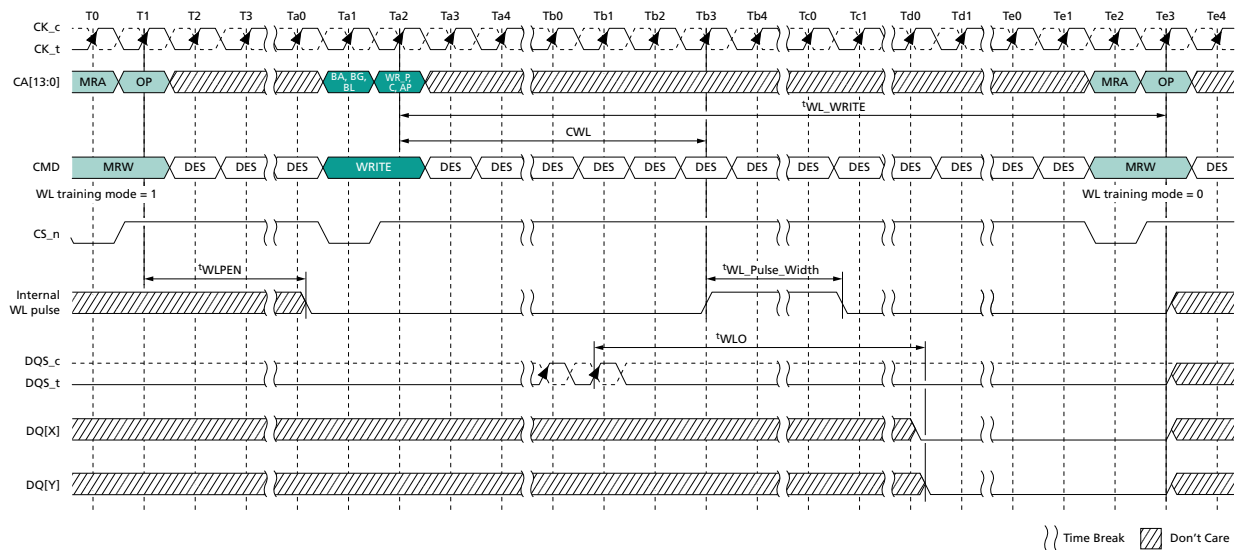 T0 T1 T2 T3 Ta0 Ta1 Ta2 Ta3 Ta4 Tb0 Tb1 Tb2 Tb3 Tb4 Tc0 Tc1 Td0 Td1 Te0 Te1 Te2 Te3 Te4
CK_c
CK_t
CA[13:0] MRA OP BA, BG, BL WR_P, C, AP MRA OP
tWL_WRITE
CWL
CMD MRW DES DES DES WRITE DES DES DES DES DES DES DES DES DES DES DES DES DES MRW DES
WL training mode = 1 WL training mode = 0
CS_n
tWLPEN tWL_Pulse_Width
Internal
WL pulse
tWLO
DQS_c
DQS_t
DQ[X]
DQ[Y]
Time Break Don't Care